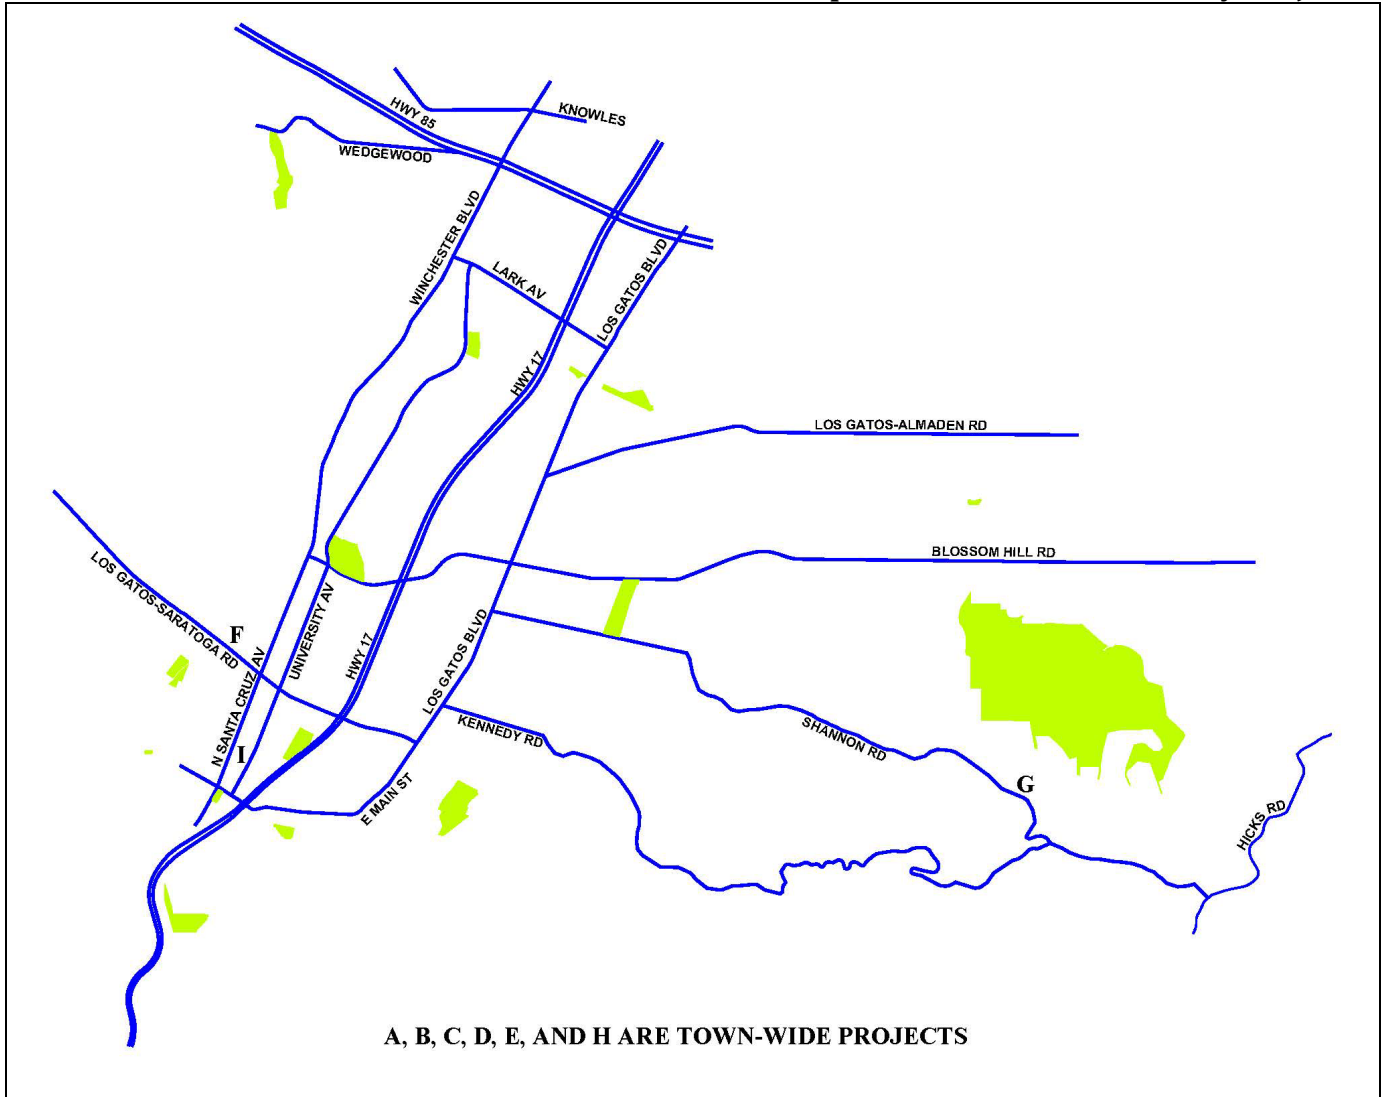 KNOWLES
HWY 85
WEDGEWOOD
WINCHESTER BLVD
LARK AV
LOS GATOS BLVD
HWY 17
LOS GATOS-ALMADEN RD
BLOSSOM HILL RD
LOS GATOS-SARATOGA RD
F
UNIVERSITY AV
HWY 17
LOS GATOS BLVD
N SANTA CRUZ AV
I
KENNEDY RD
SHANNON RD
G
E MAIN ST
HICKS RD
A, B, C, D, E, AND H ARE TOWN-WIDE PROJECTS